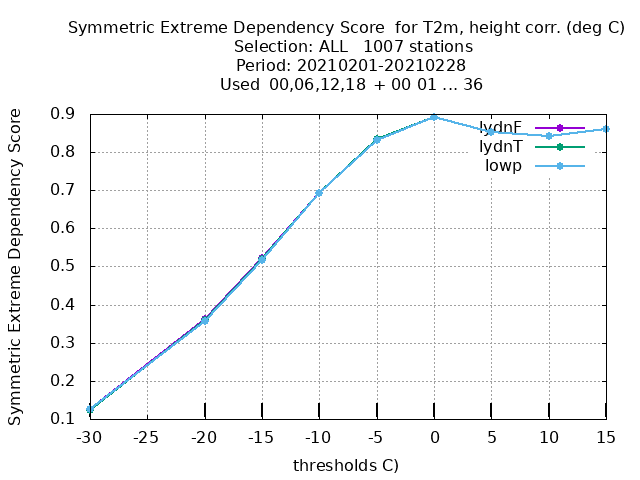 Symmetric Extreme Dependency Score  for T2m, height corr. (deg C)
Selection: ALL   1007 stations
Period: 20210201-20210228
Used  00,06,12,18  + 00 01 ... 36
Symmetric Extreme Dependency Score
0.9
0.8
0.7
0.6
0.5
0.4
0.3
0.2
0.1
lydnF
lydnT
lowp
-30 -25 -20 -15 -10 -5 0 5 10 15
thresholds C)